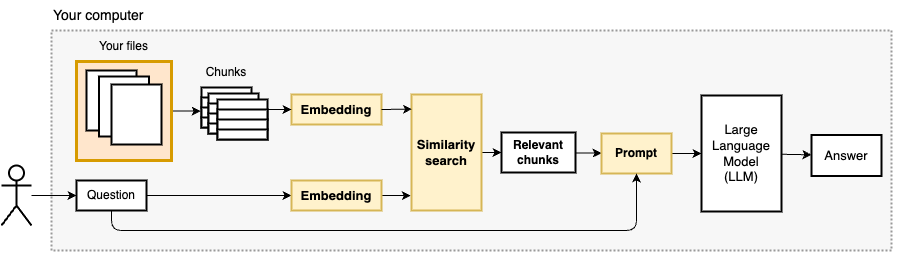 Your computer
Your files
Chunks
Embedding
Similarity
search
Relevant
chunks
Prompt
Large
Language
Model
(LLM)
Answer
Question
Embedding